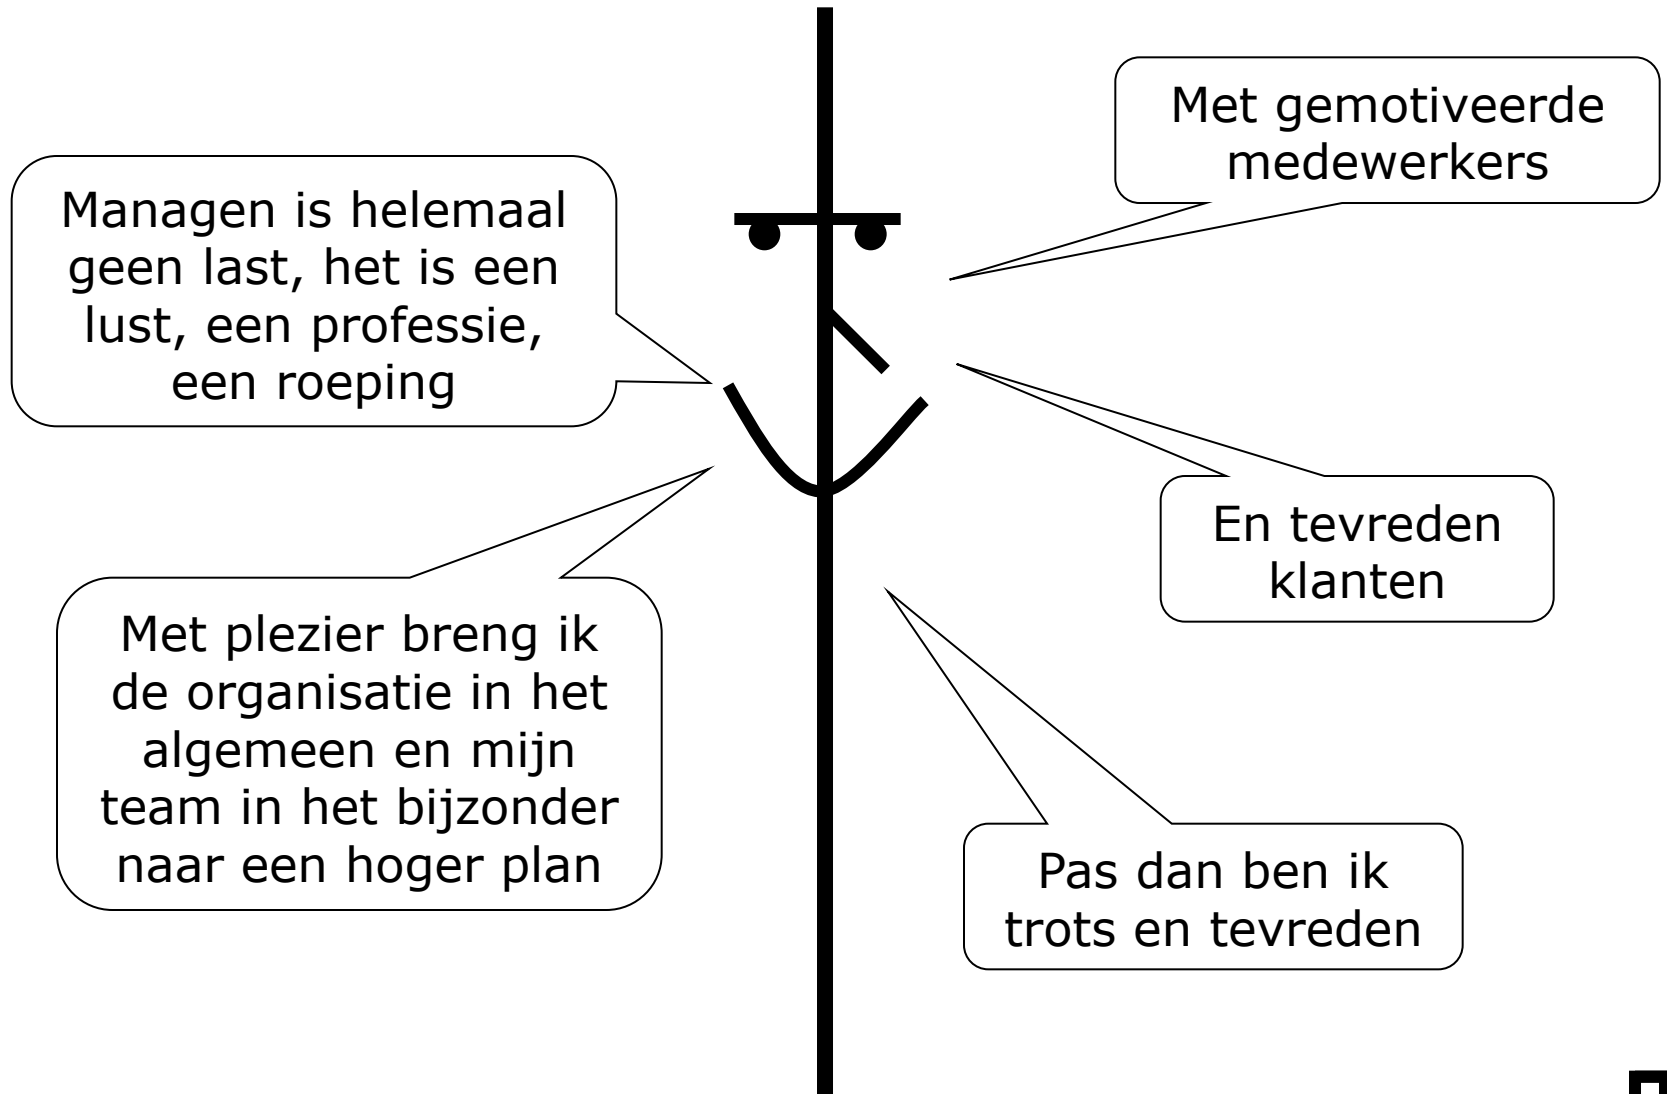 Managen is helemaal
geen last, het is een
lust, een professie,
een roeping
Met plezier breng ik
de organisatie in het
algemeen en mijn
team in het bijzonder
naar een hoger plan
Met gemotiveerde
medewerkers
En tevreden
klanten
Pas dan ben ik
trots en tevreden